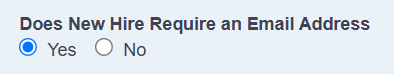 Does New Hire Require an Email Address
Yes No